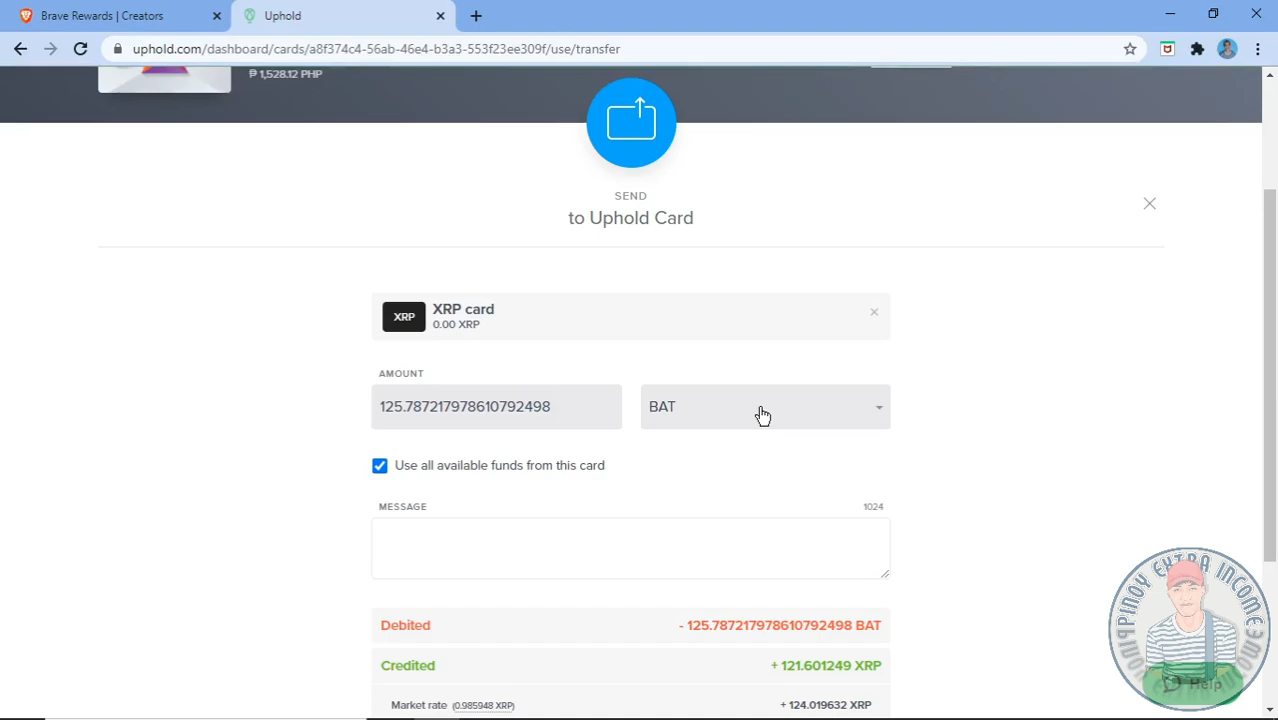 Brave Rewards | Creators
Uphold
uphold.com/dashboard/cards/a8f374c4-56ab-46e4-b3a3-553f23ee309f/use/transfer
₱ 1,528.12 PHP
SEND
to Uphold Card
XRP
XRP card
0.00 XRP
AMOUNT
125.787217978610792498
BAT
Use all available funds from this card
MESSAGE
1024
Debited
- 125.787217978610792498 BAT
Credited
+ 121.601249 XRP
Market rate (0.985948 XRP)
+ 124.019632 XRP
PINOY EXTRA INCOME
Help